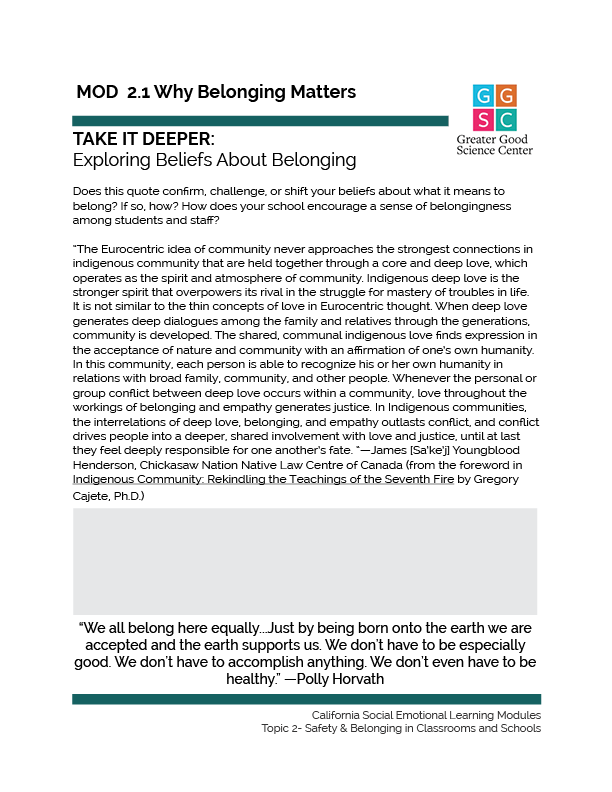 MOD 2.1 Why Belonging Matters
G G
S C
Greater Good
Science Center
TAKE IT DEEPER:
Exploring Beliefs About Belonging
Does this quote confirm, challenge, or shift your beliefs about what it means to
belong? If so, how? How does your school encourage a sense of belongingness
among students and staff?
“The Eurocentric idea of community never approaches the strongest connections in
indigenous community that are held together through a core and deep love, which
operates as the spirit and atmosphere of community. Indigenous deep love is the
stronger spirit that overpowers its rival in the struggle for mastery of troubles in life.
It is not similar to the thin concepts of love in Eurocentric thought. When deep love
generates deep dialogues among the family and relatives through the generations,
community is developed. The shared, communal indigenous love finds expression in
the acceptance of nature and community with an affirmation of one's own humanity.
In this community, each person is able to recognize his or her own humanity in
relations with broad family, community, and other people. Whenever the personal or
group conflict between deep love occurs within a community, love throughout the
workings of belonging and empathy generates justice. In Indigenous communities,
the interrelations of deep love, belonging, and empathy outlasts conflict, and conflict
drives people into a deeper, shared involvement with love and justice, until at last
they feel deeply responsible for one another's fate. “—James [Sa'ke'j] Youngblood
Henderson, Chickasaw Nation Native Law Centre of Canada (from the foreword in
Indigenous Community: Rekindling the Teachings of the Seventh Fire by Gregory
Cajete, Ph.D.)
“We all belong here equally...Just by being born onto the earth we are
accepted and the earth supports us. We don’t have to be especially
good. We don’t have to accomplish anything. We don’t even have to be
healthy.” —Polly Horvath
California Social Emotional Learning Modules
Topic 2- Safety & Belonging in Classrooms and Schools